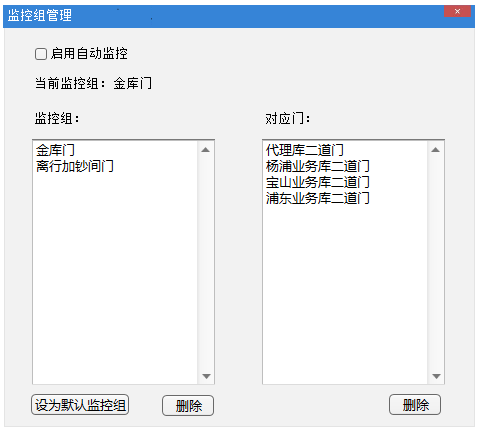 监控组管理
启用自动监控
当前监控组：金库门
监控组：
金库门
离行加钞间门
设为默认监控组
删除
对应门：
代理库二道门
杨浦业务库二道门
宝山业务库二道门
浦东业务库二道门
删除